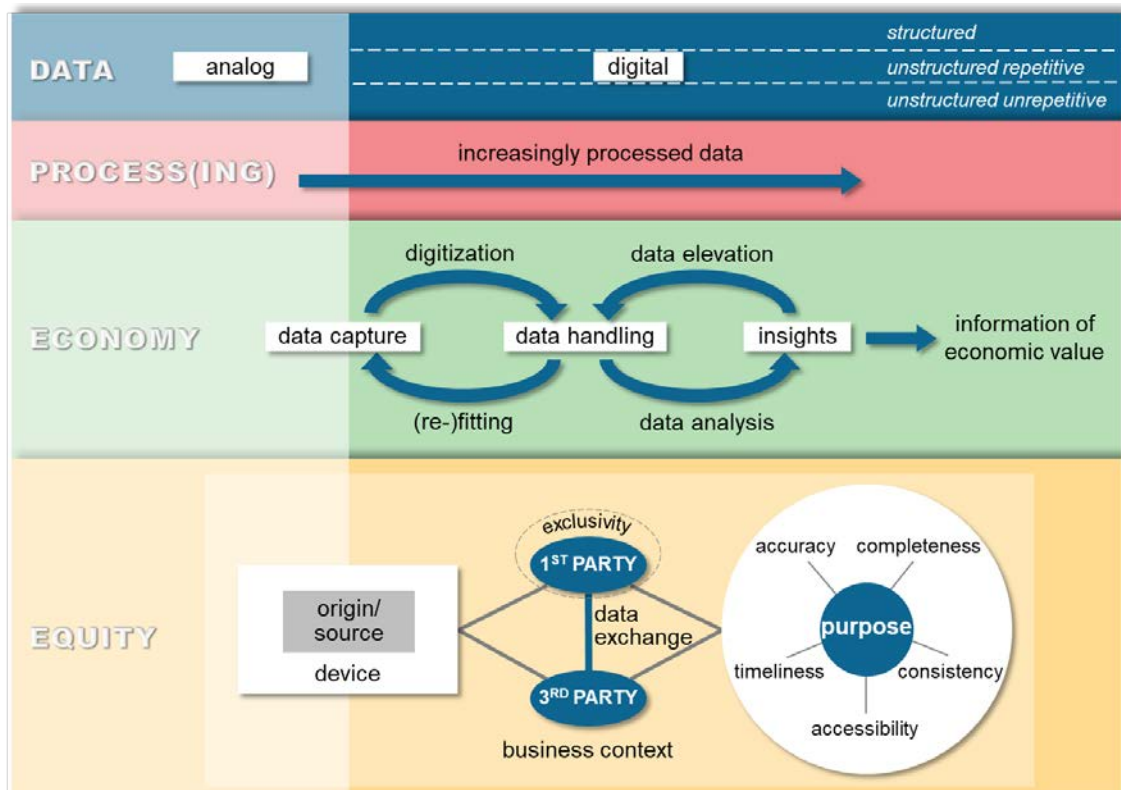 DATA
analog
digital
structured
unstructured repetitive
unstructured unrepetitive
PROCESS(ING)
increasingly processed data
ECONOMY
digitization
data elevation
data capture
data handling
insights
information of
economic value
(re-)fitting
data analysis
EQUITY
origin/
source
device
exclusivity
1ST PARTY
data
exchange
3RD PARTY
business context
accuracy
completeness
purpose
timeliness
consistency
accessibility